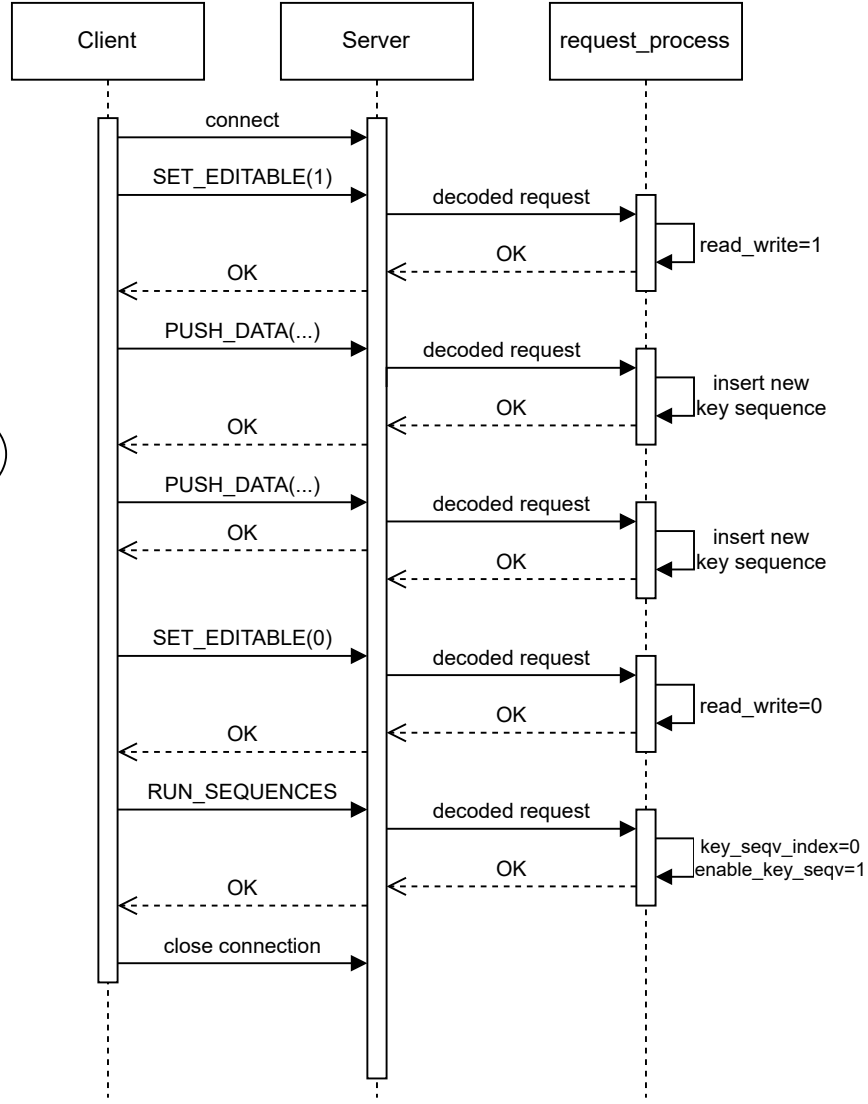 Client
Server
request_process
connect
SET_EDITABLE(1)
decoded request
read_write=1
OK
OK
PUSH_DATA(...)
decoded request
insert new
key sequence
OK
OK
PUSH_DATA(...)
decoded request
OK
insert new
key sequence
OK
SET_EDITABLE(0)
decoded request
read_write=0
OK
OK
RUN_SEQUENCES
decoded request
key_seqv_index=0
enable_key_seqv=1
OK
OK
close connection